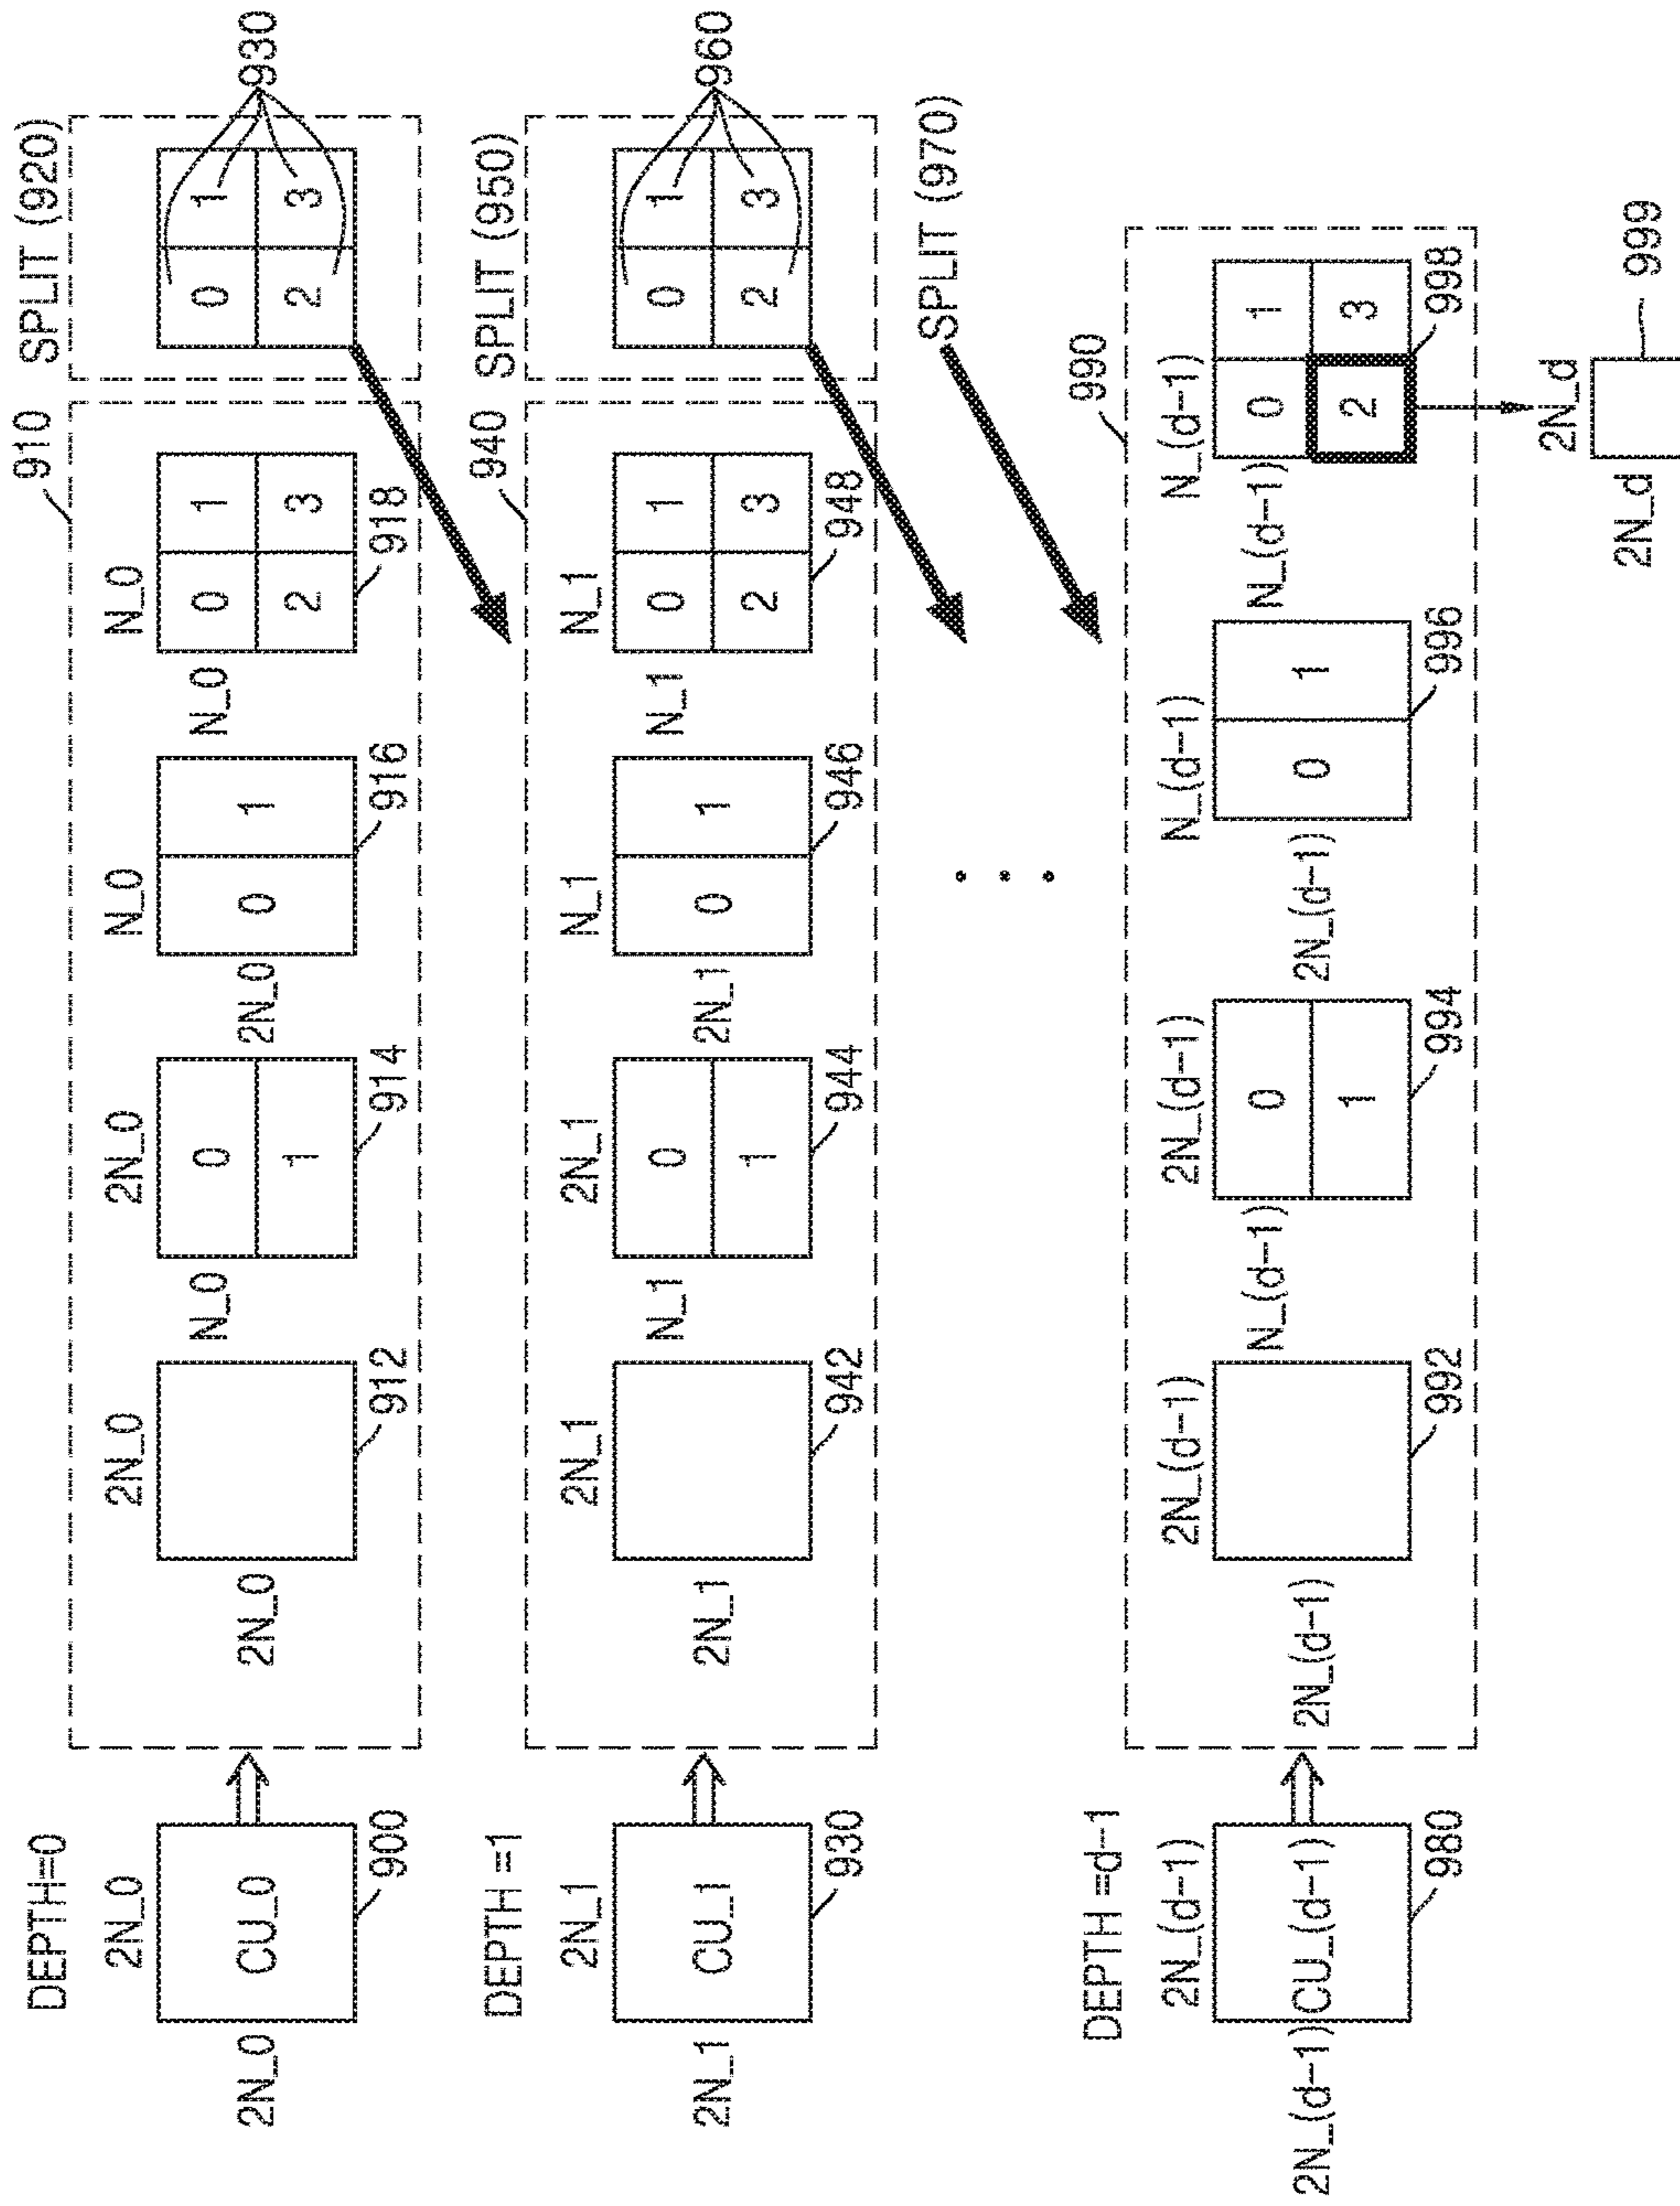 DEPTH=0
910
SPLIT (920)
2N_0
2N_0
2N_0
N_0
N_0
930
2N_0
CU_0
2N_0
N_0
0
1
2N_0
0
1
N_0
0
1
2
3
0
1
2
3
900
912
914
916
918
DEPTH =1
940
SPLIT (950)
2N_1
2N_1
2N_1
N_1
N_1
960
2N_1
CU_1
2N_1
N_1
0
1
2N_1
0
1
N_1
0
1
2
3
0
1
2
3
930
942
944
946
948
SPLIT (970)
DEPTH =d-1
990
2N_(d-1)
2N_(d-1)
2N_(d-1)
N_(d-1)
N_(d-1)
2N_(d-1)
CU_(d-1)
2N_(d-1)
N_(d-1)
0
1
2N_(d-1)
0
1
N_(d-1)
0
1
2
3
980
992
994
996
998
2N_d
2N_d
999